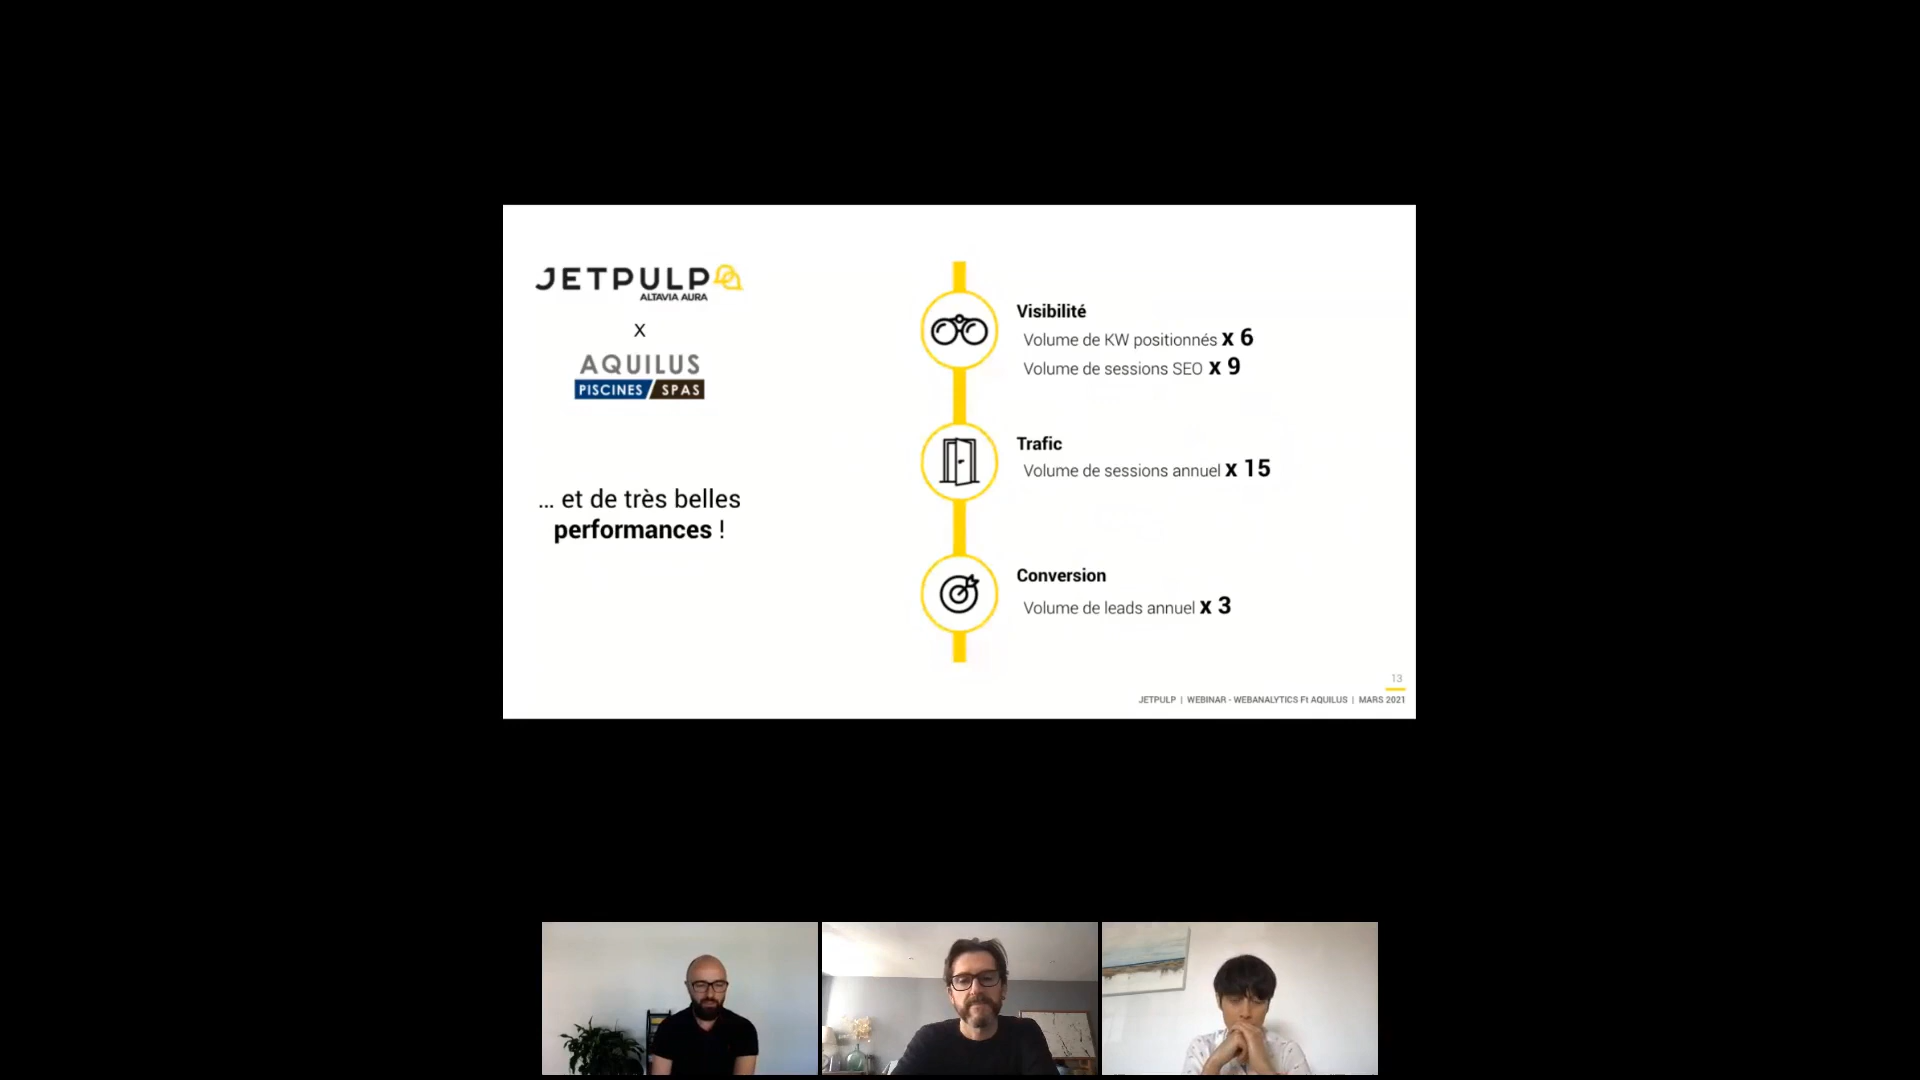 JETPULP
ALTAVIA AURA
X
AQUILUS
PISCINES / SPAS
... et de très belles
performances !
Visibilité
Volume de KW positionnés x 6
Volume de sessions SEO x 9
Trafic
Volume de sessions annuel x 15
Conversion
Volume de leads annuel x 3
13
JETPULP | WEBINAR - WEBANALYTICS Ft AQUILUS | MARS 2021